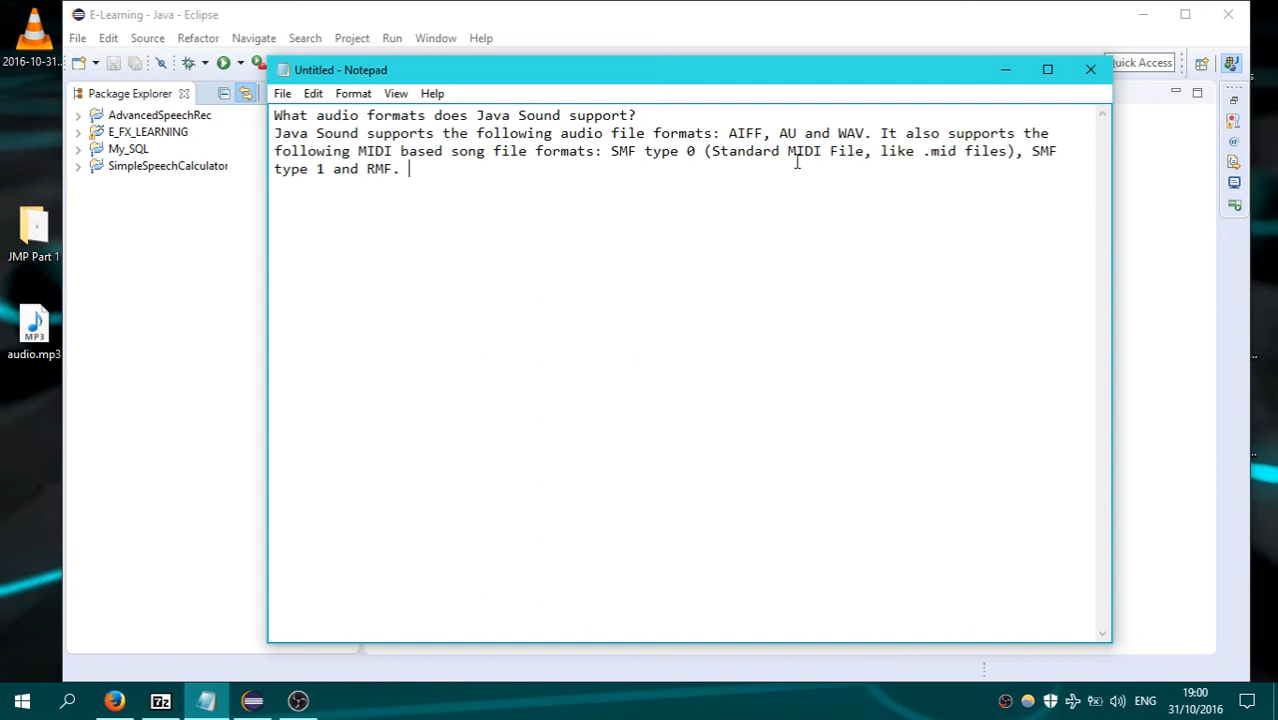 E-Learning - Java - Eclipse
File Edit Source Refactor Navigate Search Project Run Window Help
2016-10-31...
Untitled - Notepad
Quick Access
Package Explorer
File Edit Format View Help
AdvancedSpeechRec
E_FX_LEARNING
My_SQL
SimpleSpeechCalculator
What audio formats does Java Sound support?
Java Sound supports the following audio file formats: AIFF, AU and WAV. It also supports the
following MIDI based song file formats: SMF type 0 (Standard MIDI File, like .mid files), SMF
type 1 and RMF.
JMP Part 1
MP3
audio.mp3
7z
ENG
19:00
31/10/2016